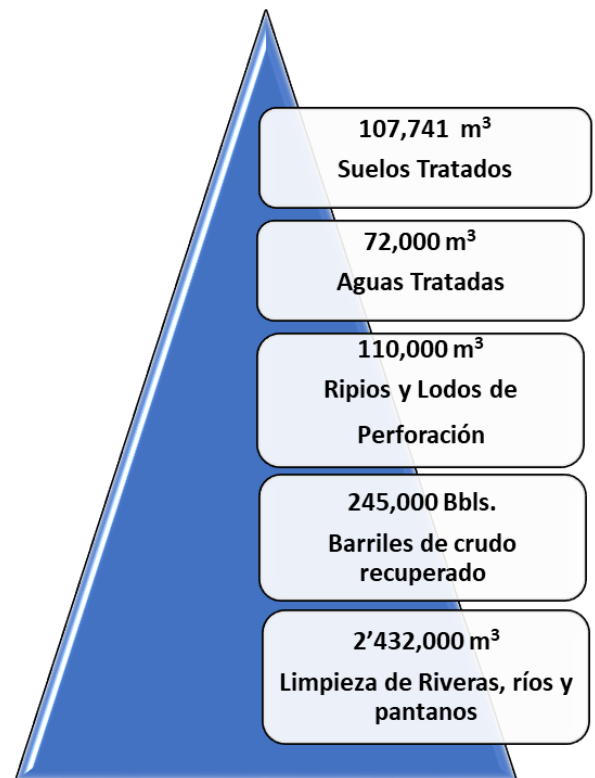 107,741 m³
Suelos Tratados
72,000 m³
Aguas Tratadas
110,000 m³
Ripios y Lodos de
Perforación
245,000 Bbls.
Barriles de crudo
recuperado
2’432,000 m³
Limpieza de Riveras, ríos y
pantanos